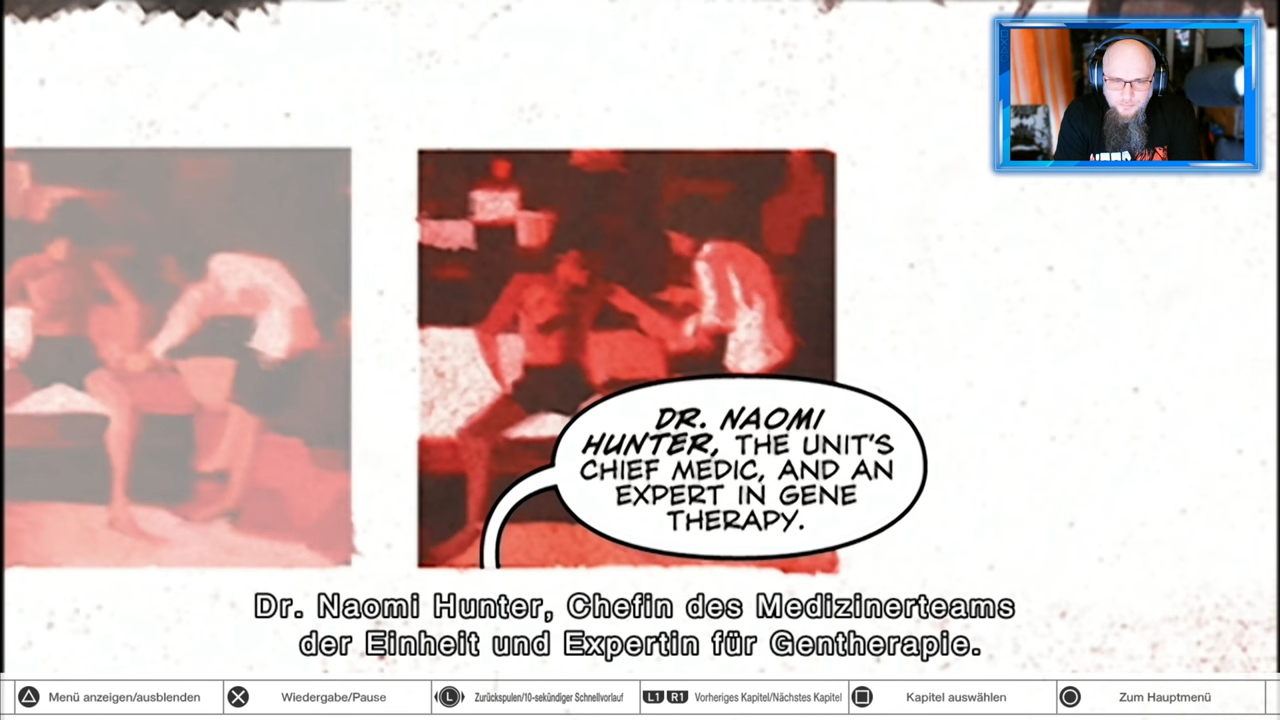 DR. NAOMI
HUNTER, THE UNIT'S
CHIEF MEDIC, AND AN
EXPERT IN GENE
THERAPY.
Dr. Naomi Hunter, Chefin des Medizinerteams
der Einheit und Expertin für Gentherapie.
Menü anzeigen/ausblenden
Wiedergabe/Pause
L Zurückspulen/10-sekündiger Schnellvorlauf
L1 R1 Vorheriges Kapitel/Nächstes Kapitel
Kapitel auswählen
Zum Hauptmenü